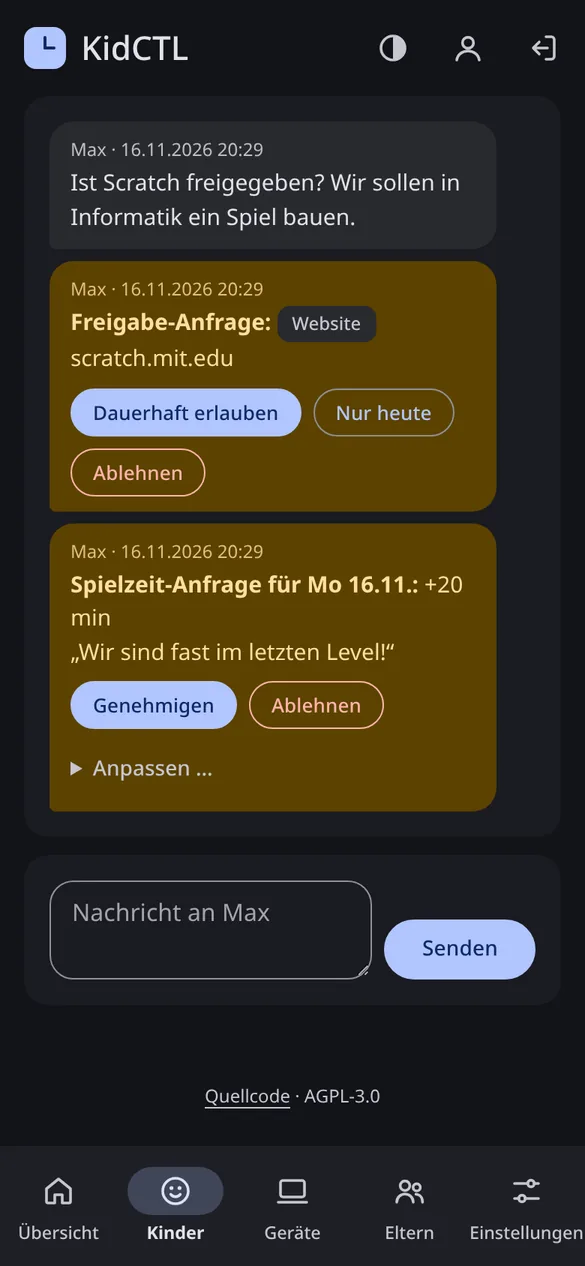 KidCTL
Max · 16.11.2026 20:29
Ist Scratch freigegeben? Wir sollen in
Informatik ein Spiel bauen.
Max · 16.11.2026 20:29
Freigabe-Anfrage: Website
scratch.mit.edu
Dauerhaft erlauben Nur heute
Ablehnen
Max · 16.11.2026 20:29
Spielzeit-Anfrage für Mo 16.11.: +20
min
„Wir sind fast im letzten Level!“
Genehmigen Ablehnen
Anpassen ...
Nachricht an Max
Senden
Quellcode · AGPL-3.0
Übersicht Kinder Geräte Eltern Einstellungen